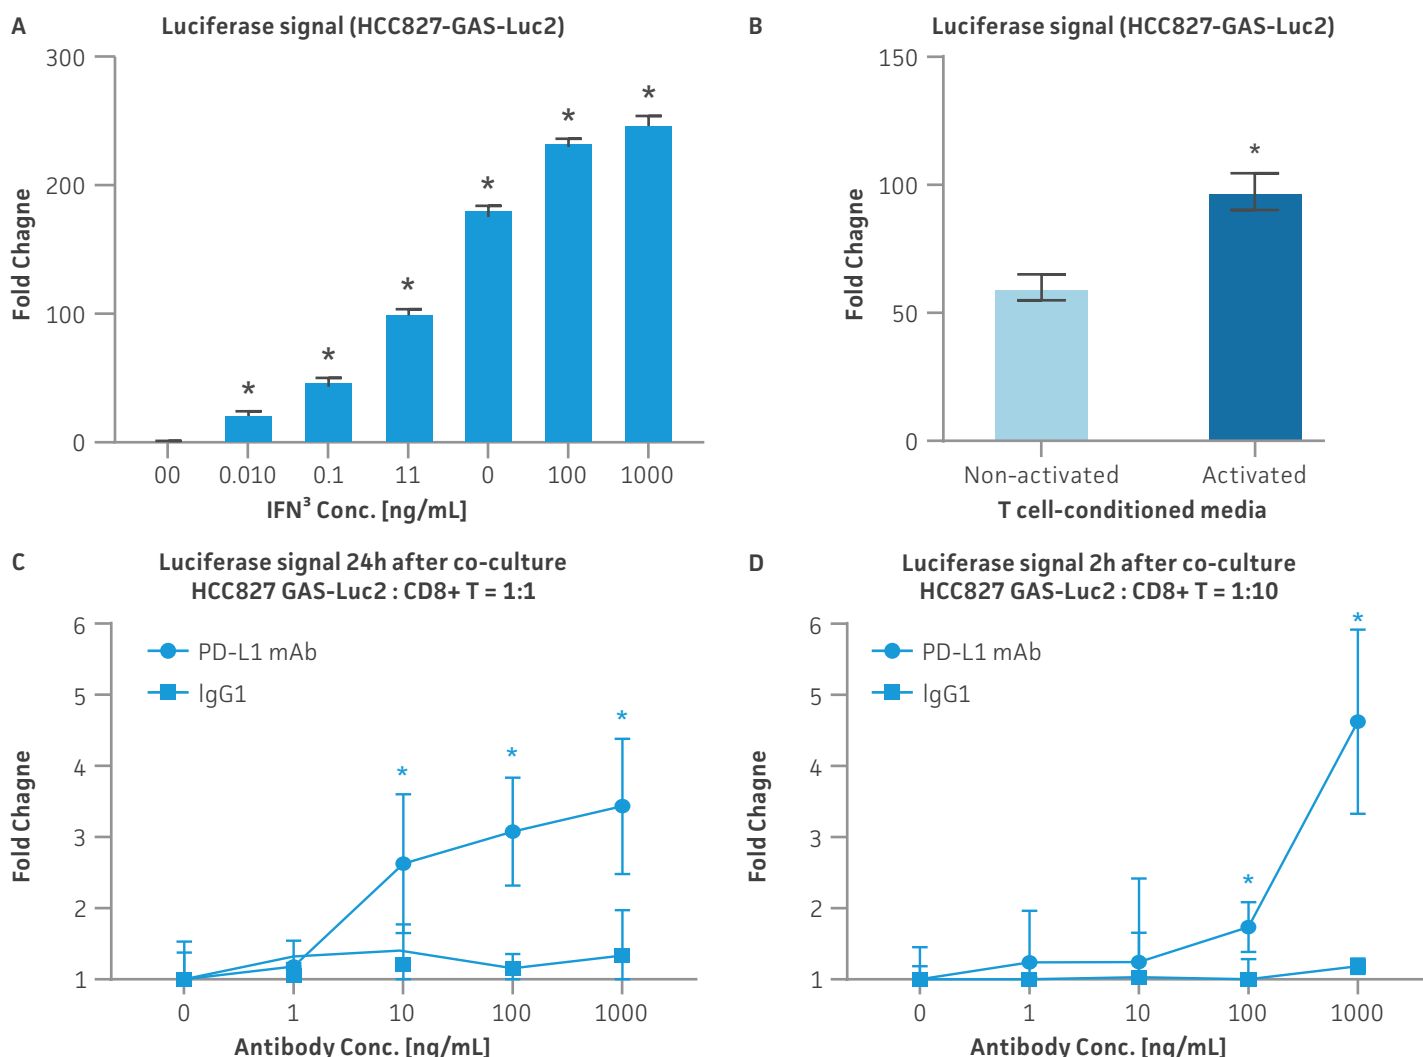 A
Luciferase signal (HCC827-GAS-Luc2)
300
200
100
0
Fold Chagne
*
*
*
*
*
*
00 0.010 0.1 11 0 100 1000
IFN³ Conc. [ng/mL]
B
Luciferase signal (HCC827-GAS-Luc2)
150
100
50
0
Fold Chagne
*
Non-activated Activated
T cell-conditioned media
C
Luciferase signal 24h after co-culture
HCC827 GAS-Luc2 : CD8+ T = 1:1
6
5
4
3
2
1
Fold Chagne
PD-L1 mAb
IgG1
*
*
*
0 1 10 100 1000
Antibody Conc. [ng/mL]
D
Luciferase signal 2h after co-culture
HCC827 GAS-Luc2 : CD8+ T = 1:10
6
5
4
3
2
1
Fold Chagne
PD-L1 mAb
IgG1
*
*
0 1 10 100 1000
Antibody Conc. [ng/mL]